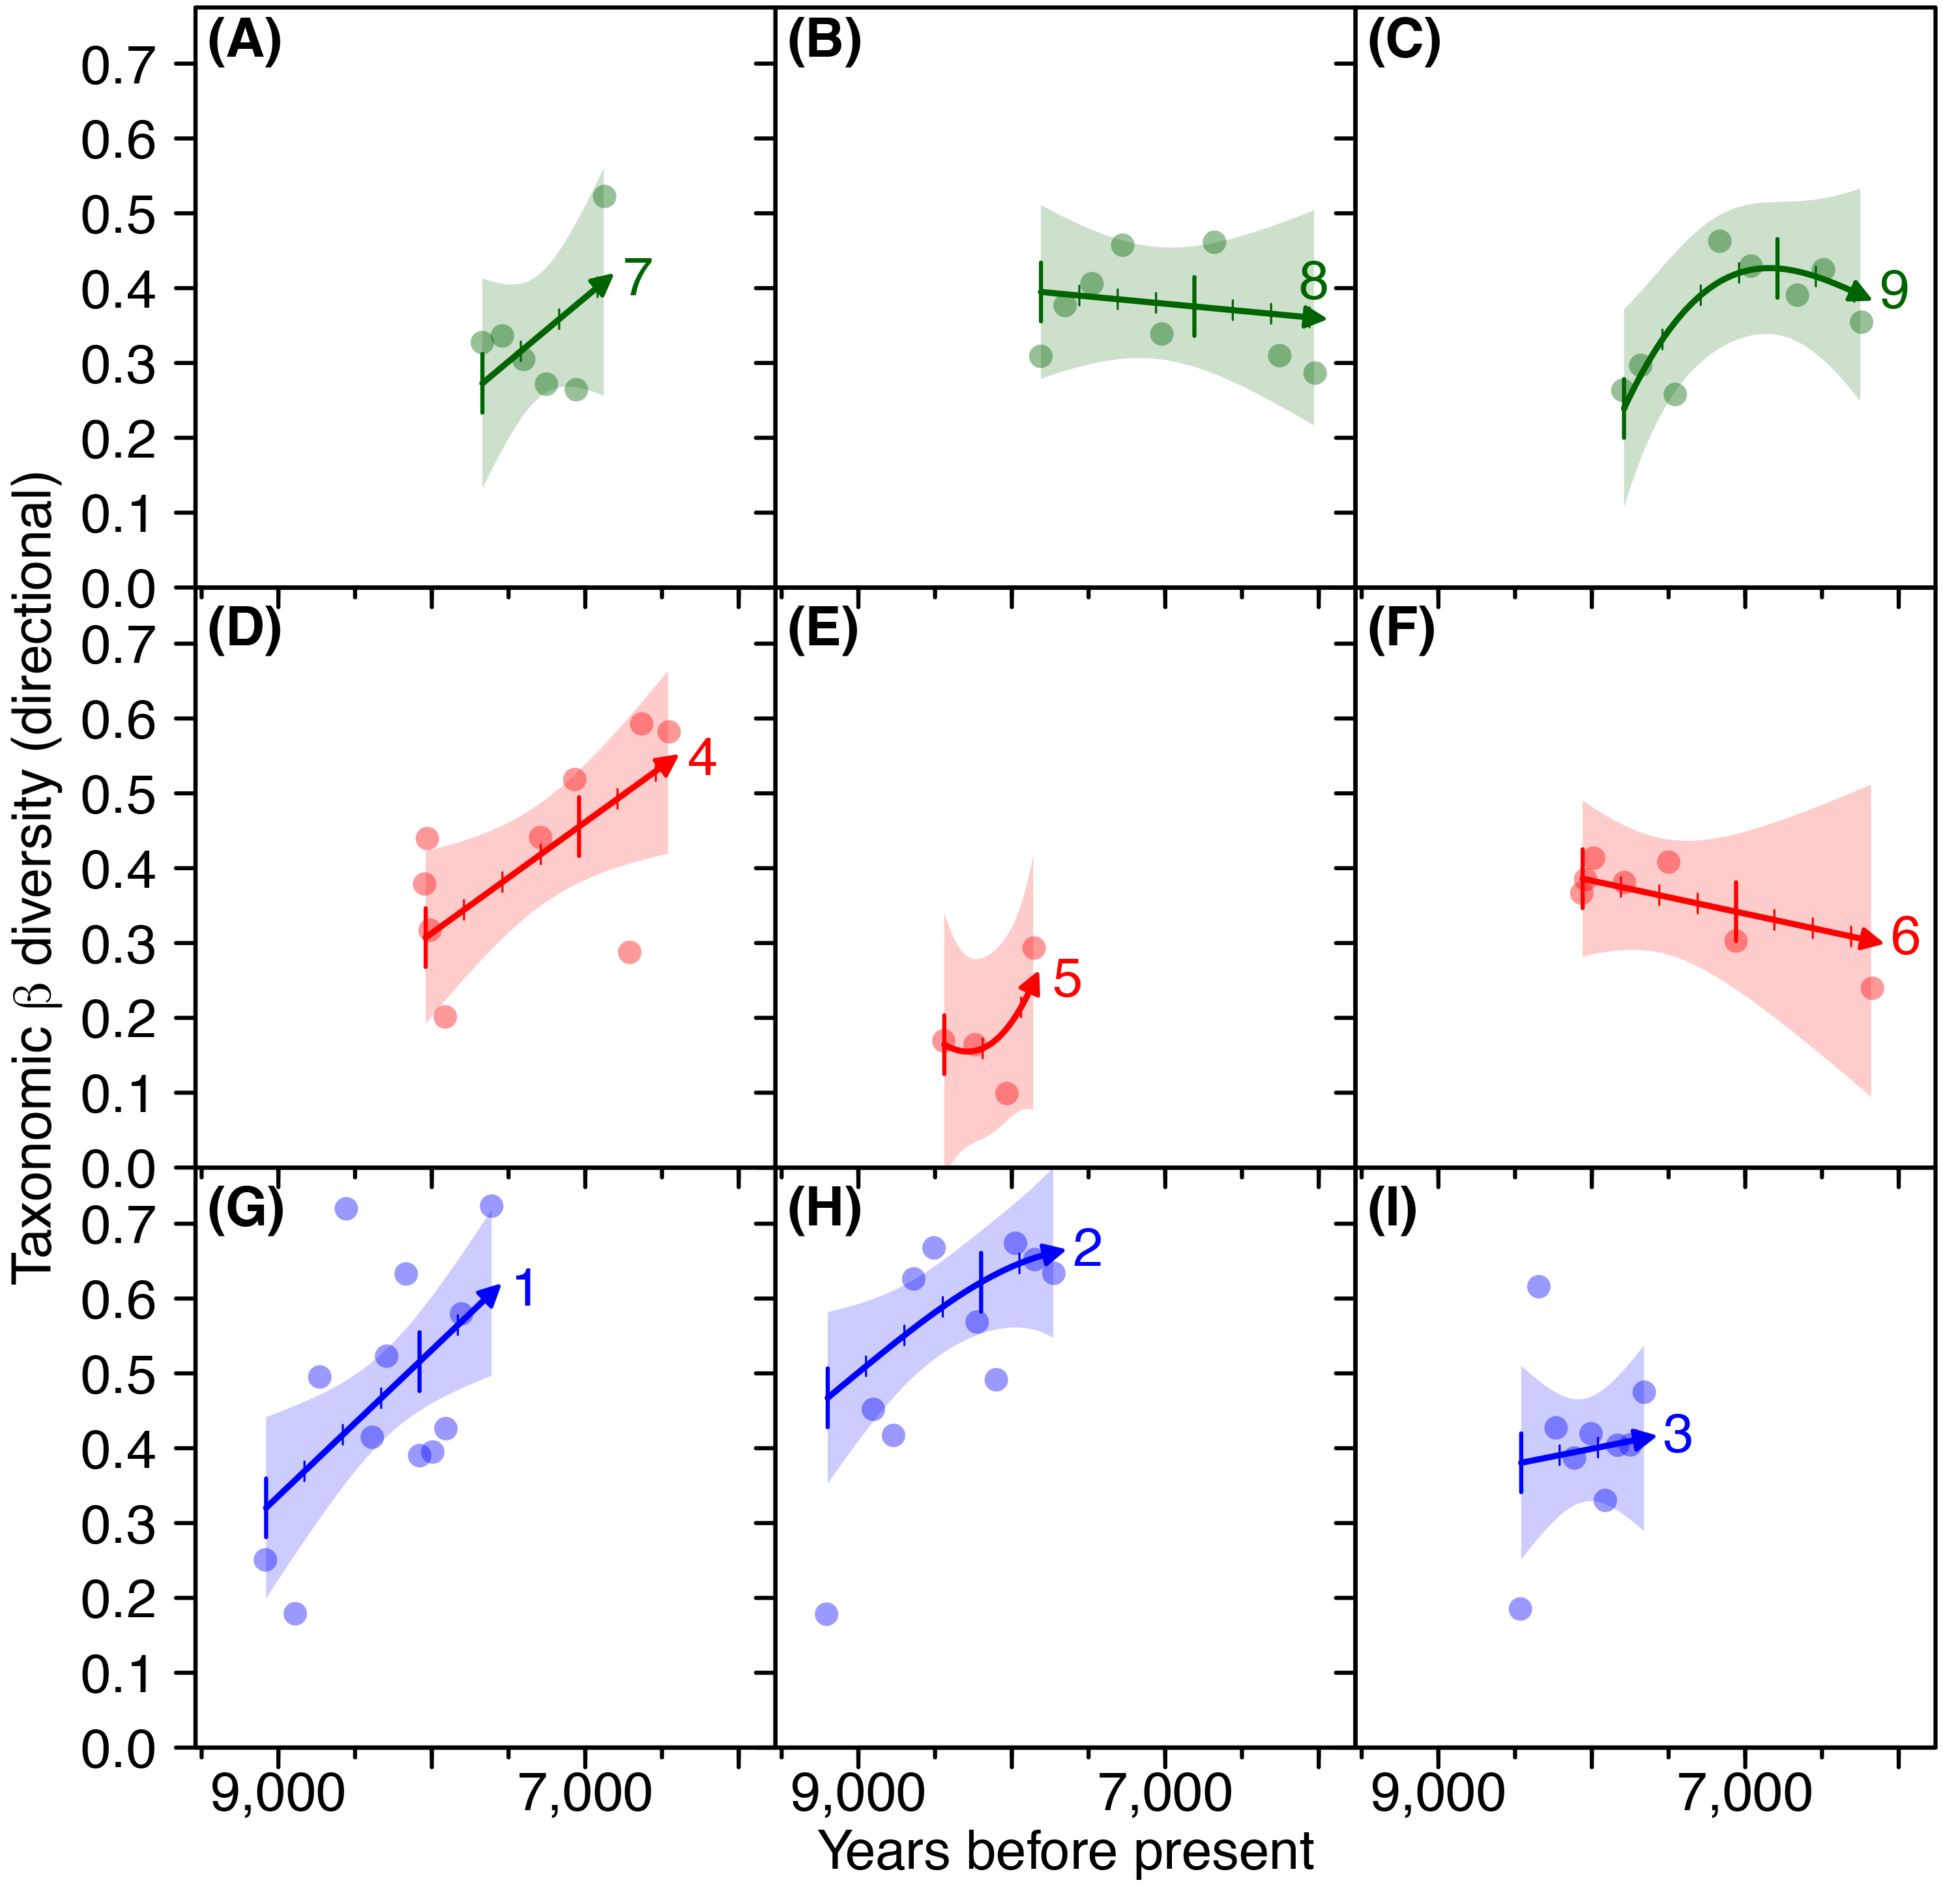 Taxonomic β diversity (directional)
(A)
(B)
(C)
0.7
0.6
0.5
0.4
0.3
0.2
0.1
0.0
7
8
9
(D)
(E)
(F)
0.7
0.6
0.5
0.4
0.3
0.2
0.1
0.0
4
5
6
(G)
(H)
(I)
0.7
0.6
0.5
0.4
0.3
0.2
0.1
0.0
1
2
3
9,000 7,000 9,000 7,000 9,000 7,000
Years before present